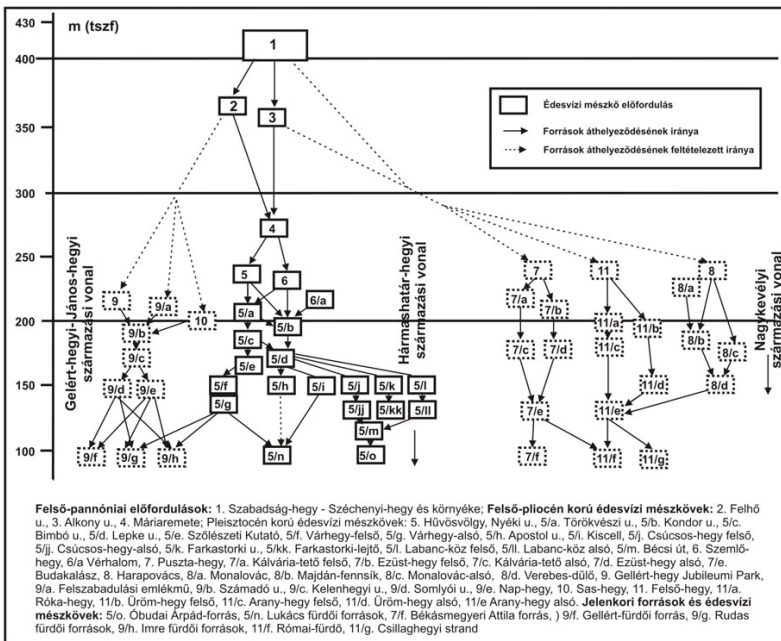 m (tszf)
430
400
350
300
250
200
150
100
Édesvízi mészkő előfordulás
Források áthelyeződésének iránya
Források áthelyeződésének feltételezett iránya
Gelért-hegyi-János-hegyi származási vonal
Hármashatár-hegyi származási vonal
Nagykevélyi származási vonal
1
2
3
4
5
6
6/a
5/a
5/b
5/c
5/d
5/e
5/f
5/g
5/h
5/i
5/j
5/jj
5/k
5/kk
5/l
5/ll
5/m
5/n
5/o
9
9/a
10
9/b
9/c
9/d
9/e
9/f
9/g
9/h
7
7/a
7/b
7/c
7/d
7/e
7/f
11
11/a
11/b
11/c
11/d
11/e
11/f
11/g
8
8/a
8/b
8/c
8/d
Felső-pannóniai előfordulások: 1. Szabadság-hegy - Széchenyi-hegy és környéke; Felső-pliocén korú édesvízi mészkövek: 2. Felhő
u., 3. Alkony u., 4. Máriaremete; Pleisztocén korú édesvízi mészkövek: 5. Hűvösvölgy, Nyéki u., 5/a. Törökvészi u., 5/b. Kondor u., 5/c.
Bimbó u., 5/d. Lepke u., 5/e. Szőlészeti Kutató, 5/f. Várhegy-felső, 5/g. Várhegy-alsó, 5/h. Apostol u., 5/i. Kiscell, 5/j. Csúcsos-hegy felső,
5/jj. Csúcsos-hegy-alsó, 5/k. Farkastorki u., 5/kk. Farkastorki-lejtő, 5/l. Labanc-köz felső, 5/ll. Labanc-köz alsó, 5/m. Bécsi út, 6. Szemlő-
hegy, 6/a Vérhalom, 7. Puszta-hegy, 7/a. Kálvária-tető felső, 7/b. Ezüst-hegy felső, 7/c. Kálvária-tető alsó, 7/d. Ezüst-hegy alsó, 7/e.
Budakalász, 8. Harapovács, 8/a. Monalovác, 8/b. Majdán-fennsík, 8/c. Monalovác-alsó, 8/d. Verebes-dűlő, 9. Gellért-hegy Jubileumi Park,
9/a. Felszabadulási emlékmű, 9/b. Számadó u., 9/c. Kelenhegyi u., 9/d. Somlyói u., 9/e. Nap-hegy, 10. Sas-hegy, 11. Felső-hegy, 11/a.
Róka-hegy, 11/b. Üröm-hegy felső, 11/c. Arany-hegy felső, 11/d. Üröm-hegy alsó, 11/e Arany-hegy alsó. Jelenkori források és édesvízi
mészkövek: 5/o. Óbudai Árpád-forrás, 5/n. Lukács fürdői források, 7/f. Békásmegyeri Attila forrás, ) 9/f. Gellért-fürdői forrás, 9/g. Rudas
fürdői források, 9/h. Imre fürdői források, 11/f. Római-fürdő, 11/g. Csillaghegyi strand